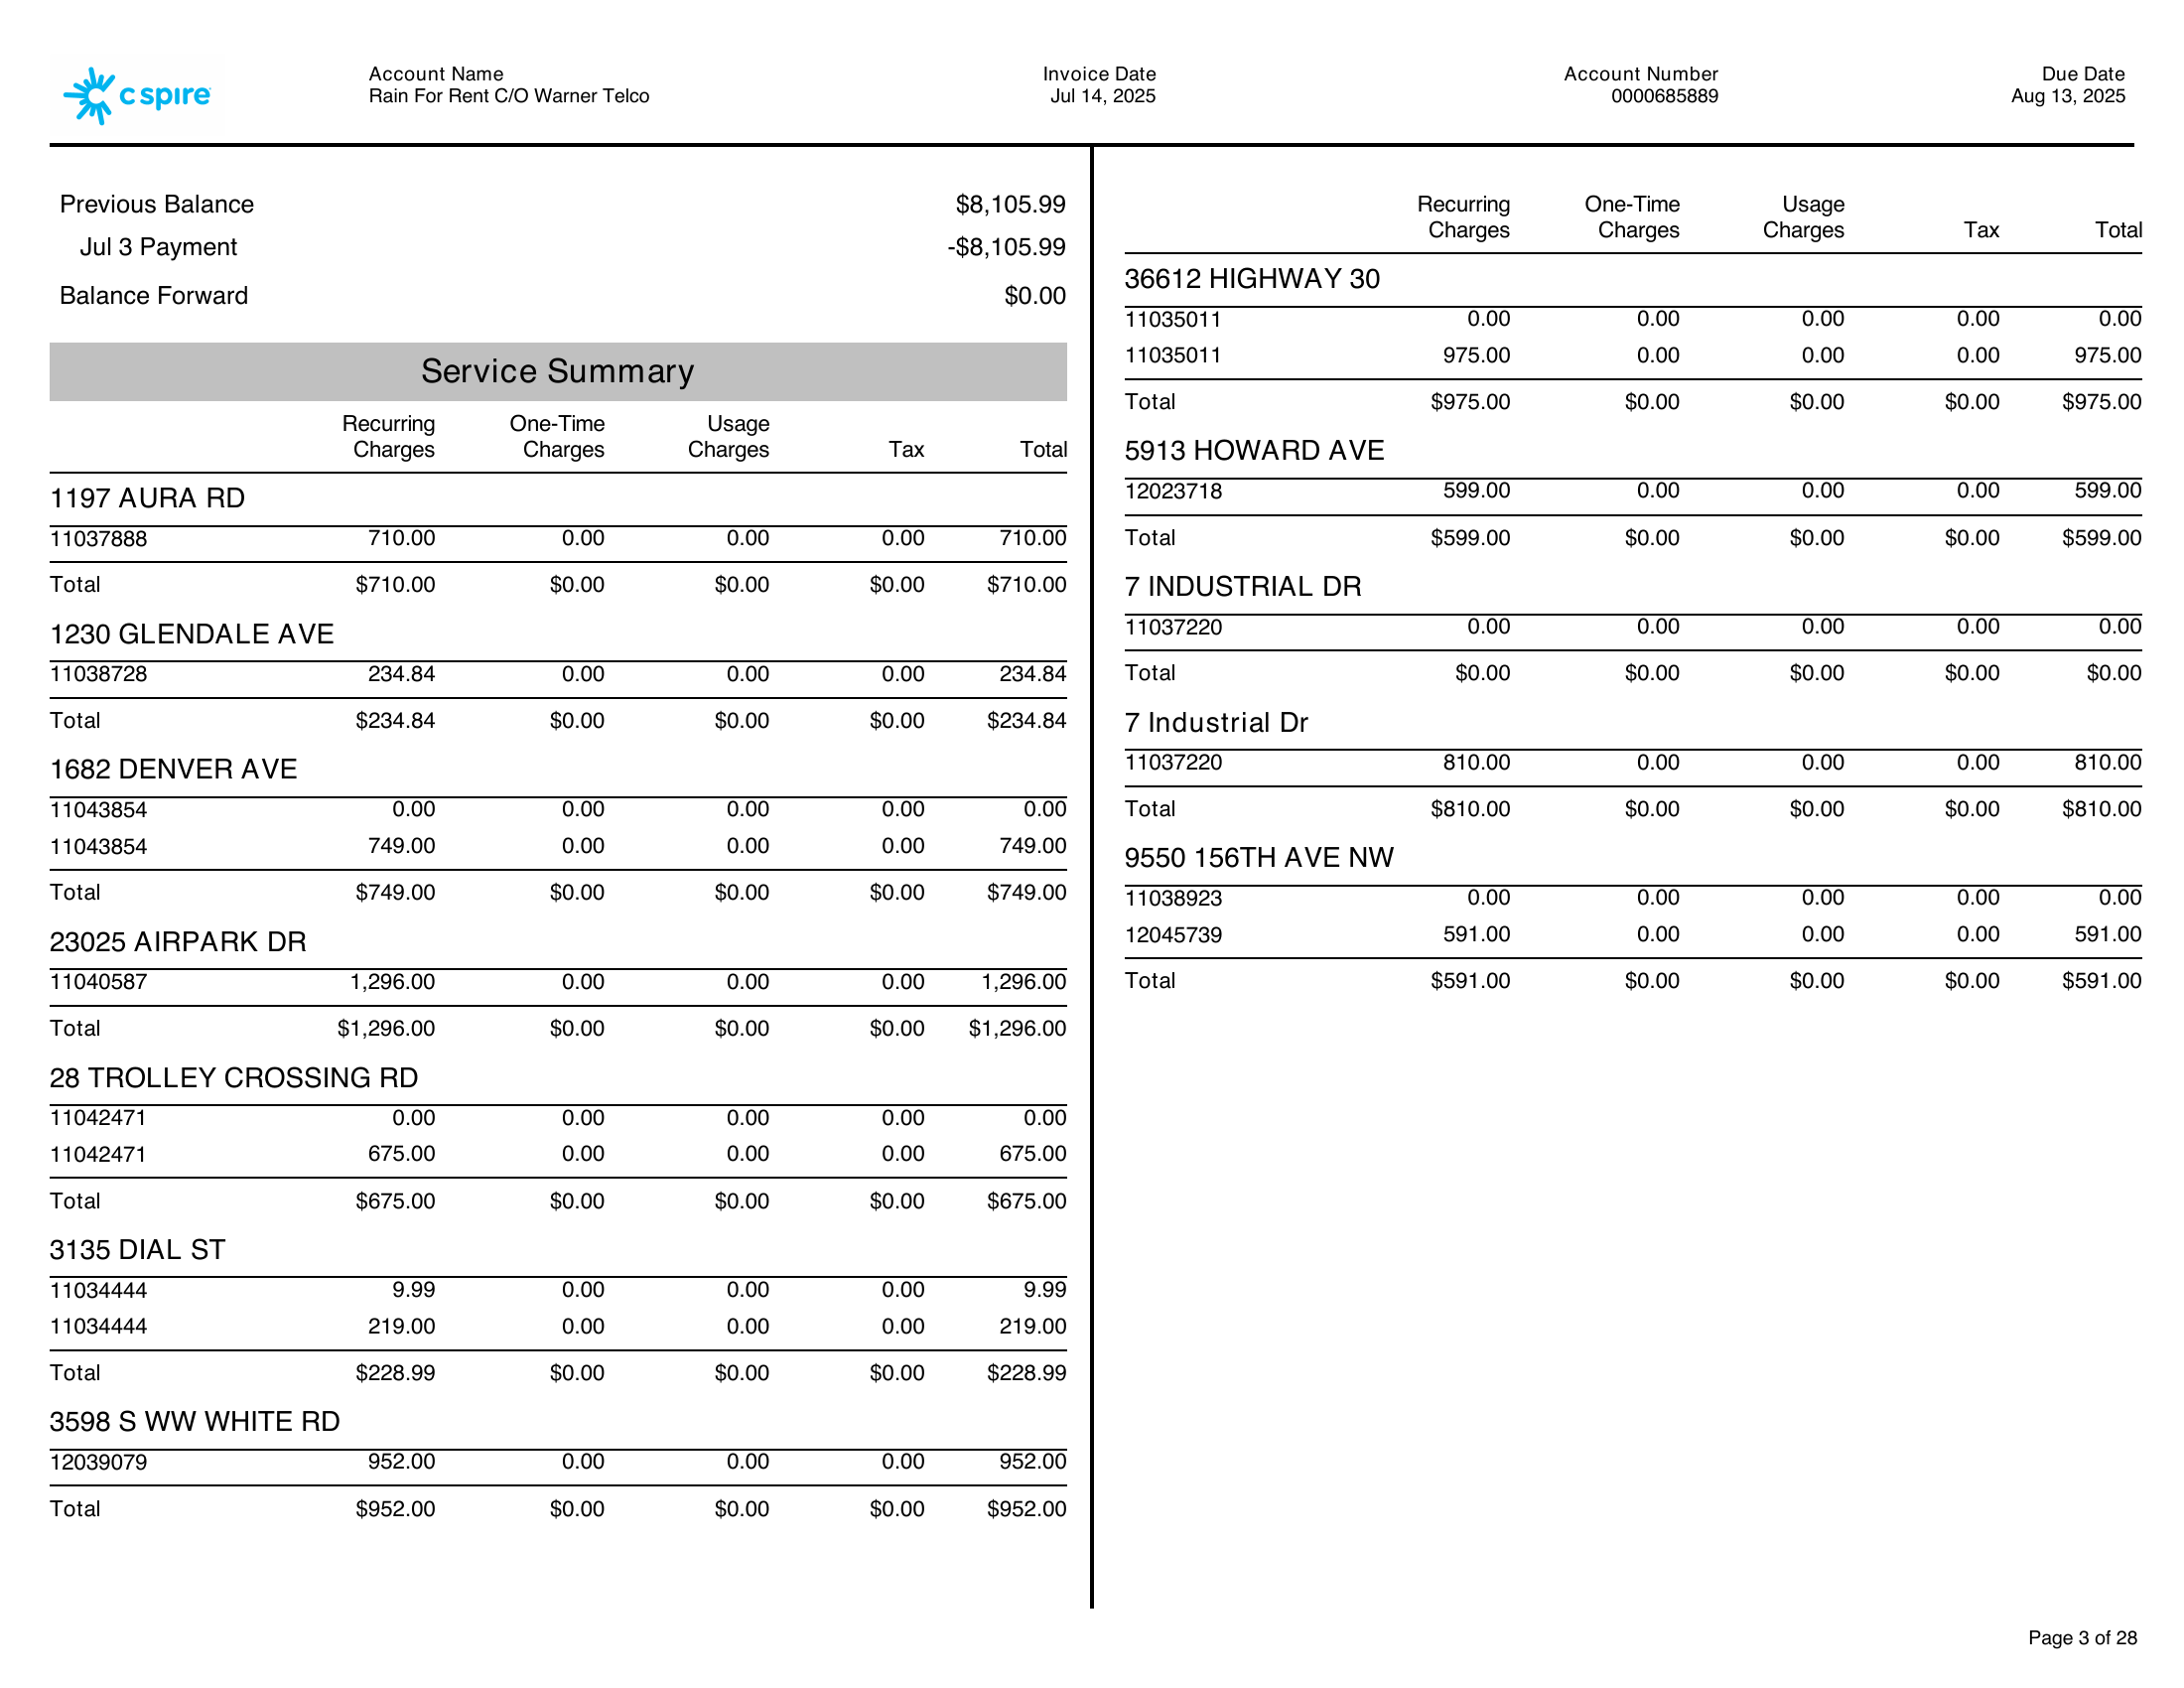 c spire
Account Name
Rain For Rent C/O Warner Telco
Invoice Date
Jul 14, 2025
Account Number
0000685889
Due Date
Aug 13, 2025
Previous Balance $8,105.99
Jul 3 Payment -$8,105.99
Balance Forward $0.00
Service Summary
Recurring One-Time Usage
Charges Charges Charges Tax Total
1197 AURA RD
11037888 710.00 0.00 0.00 0.00 710.00
Total $710.00 $0.00 $0.00 $0.00 $710.00
1230 GLENDALE AVE
11038728 234.84 0.00 0.00 0.00 234.84
Total $234.84 $0.00 $0.00 $0.00 $234.84
1682 DENVER AVE
11043854 0.00 0.00 0.00 0.00 0.00
11043854 749.00 0.00 0.00 0.00 749.00
Total $749.00 $0.00 $0.00 $0.00 $749.00
23025 AIRPARK DR
11040587 1,296.00 0.00 0.00 0.00 1,296.00
Total $1,296.00 $0.00 $0.00 $0.00 $1,296.00
28 TROLLEY CROSSING RD
11042471 0.00 0.00 0.00 0.00 0.00
11042471 675.00 0.00 0.00 0.00 675.00
Total $675.00 $0.00 $0.00 $0.00 $675.00
3135 DIAL ST
11034444 9.99 0.00 0.00 0.00 9.99
11034444 219.00 0.00 0.00 0.00 219.00
Total $228.99 $0.00 $0.00 $0.00 $228.99
3598 S WW WHITE RD
12039079 952.00 0.00 0.00 0.00 952.00
Total $952.00 $0.00 $0.00 $0.00 $952.00
Recurring One-Time Usage
Charges Charges Charges Tax Total
36612 HIGHWAY 30
11035011 0.00 0.00 0.00 0.00 0.00
11035011 975.00 0.00 0.00 0.00 975.00
Total $975.00 $0.00 $0.00 $0.00 $975.00
5913 HOWARD AVE
12023718 599.00 0.00 0.00 0.00 599.00
Total $599.00 $0.00 $0.00 $0.00 $599.00
7 INDUSTRIAL DR
11037220 0.00 0.00 0.00 0.00 0.00
Total $0.00 $0.00 $0.00 $0.00 $0.00
7 Industrial Dr
11037220 810.00 0.00 0.00 0.00 810.00
Total $810.00 $0.00 $0.00 $0.00 $810.00
9550 156TH AVE NW
11038923 0.00 0.00 0.00 0.00 0.00
12045739 591.00 0.00 0.00 0.00 591.00
Total $591.00 $0.00 $0.00 $0.00 $591.00
Page 3 of 28